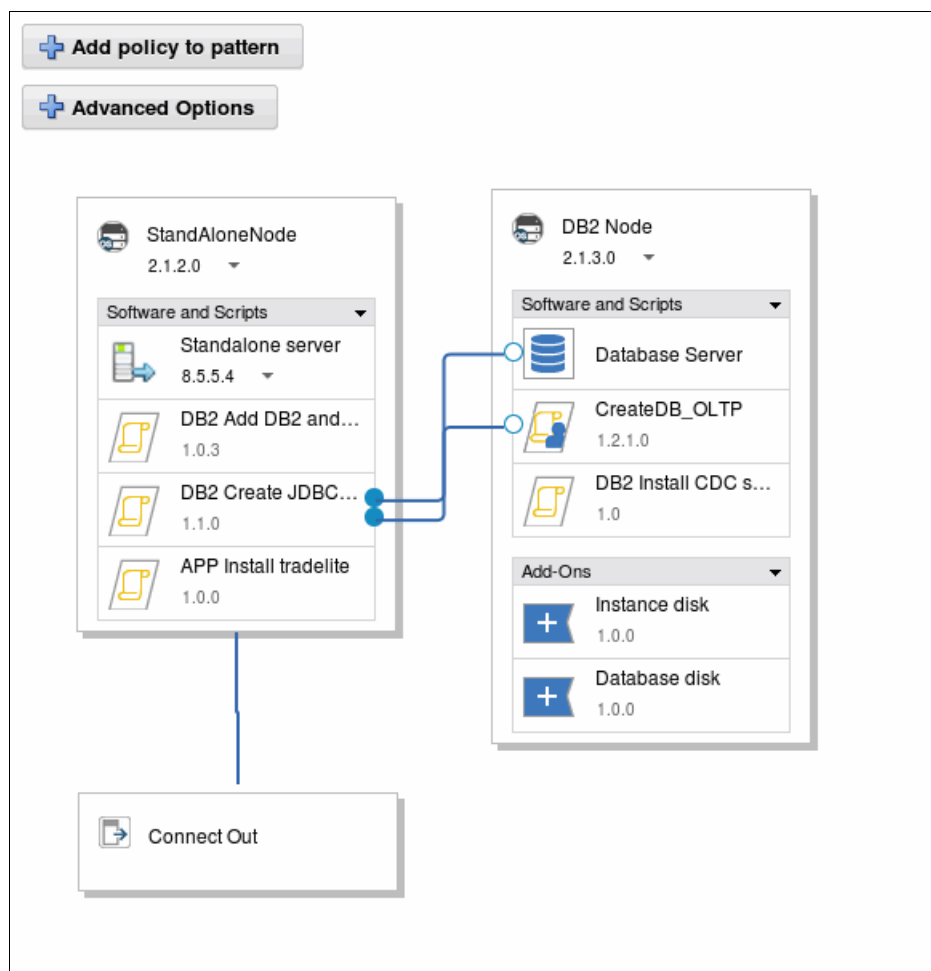 Add policy to pattern
Advanced Options
StandAloneNode
2.1.2.0
Software and Scripts
Standalone server
8.5.5.4
DB2 Add DB2 and...
1.0.3
DB2 Create JDBC...
1.1.0
APP Install tradelite
1.0.0
DB2 Node
2.1.3.0
Software and Scripts
Database Server
CreateDB_OLTP
1.2.1.0
DB2 Install CDC s...
1.0
Add-Ons
Instance disk
1.0.0
Database disk
1.0.0
Connect Out